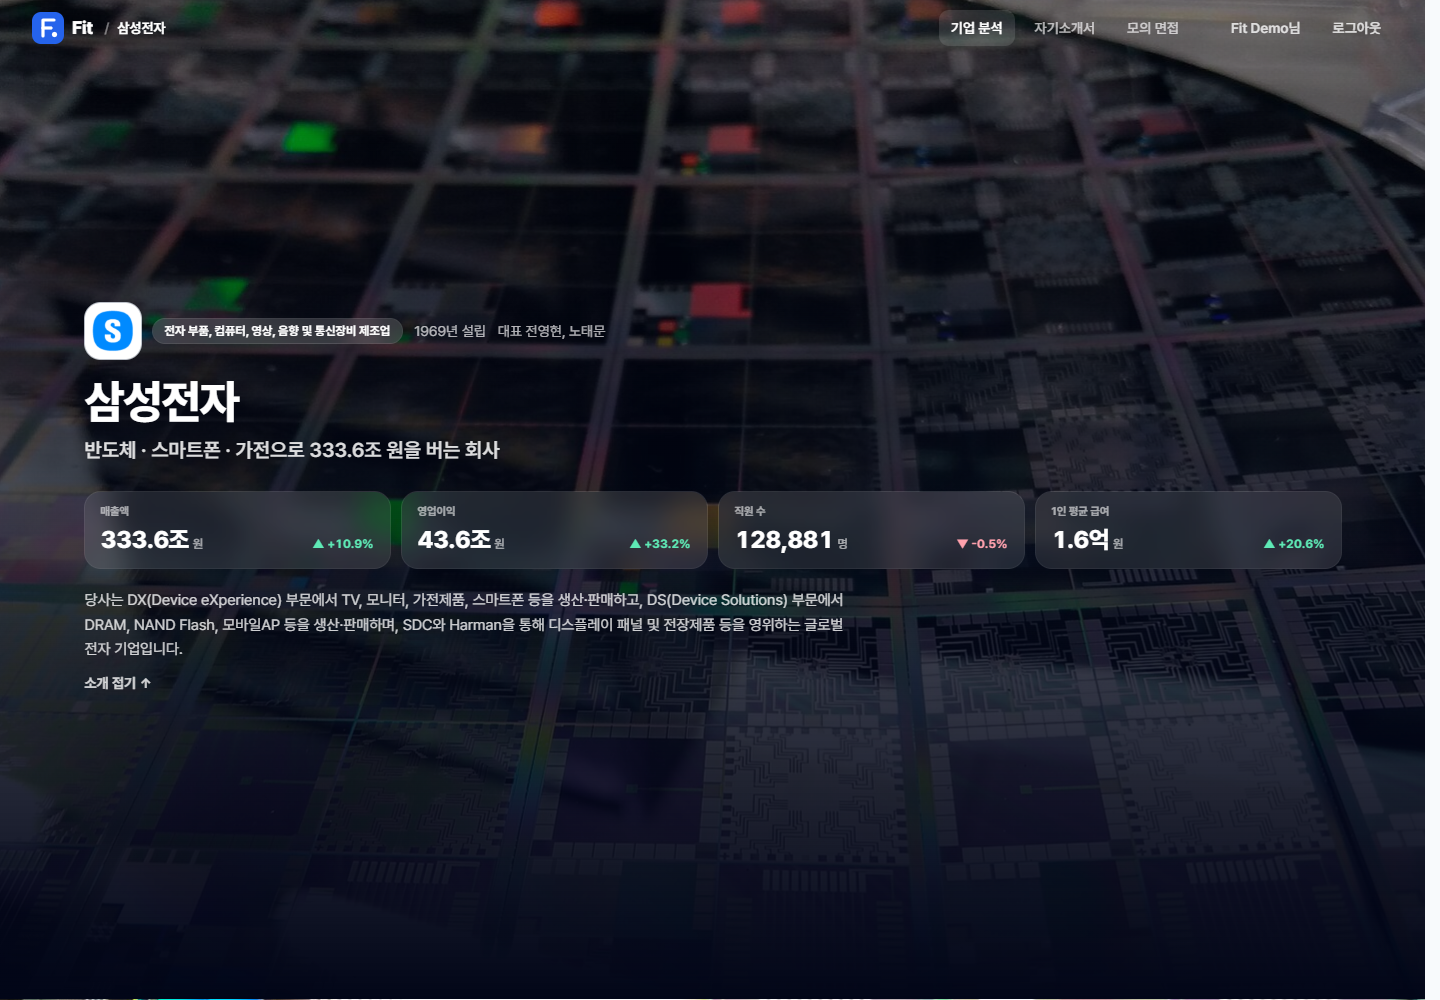 F. Fit / 삼성전자
기업 분석 자기소개서 모의 면접 Fit Demo님 로그아웃
S 전자 부품, 컴퓨터, 영상, 음향 및 통신장비 제조업 1969년 설립 대표 전영현, 노태문
삼성전자
반도체 · 스마트폰 · 가전으로 333.6조 원을 버는 회사
매출액
333.6조 원 ▲ +10.9%
영업이익
43.6조 원 ▲ +33.2%
직원 수
128,881 명 ▼ -0.5%
1인 평균 급여
1.6억 원 ▲ +20.6%
당사는 DX(Device eXperience) 부문에서 TV, 모니터, 가전제품, 스마트폰 등을 생산·판매하고, DS(Device Solutions) 부문에서
DRAM, NAND Flash, 모바일AP 등을 생산·판매하며, SDC와 Harman을 통해 디스플레이 패널 및 전장제품 등을 영위하는 글로벌
전자 기업입니다.
소개 접기 ↑